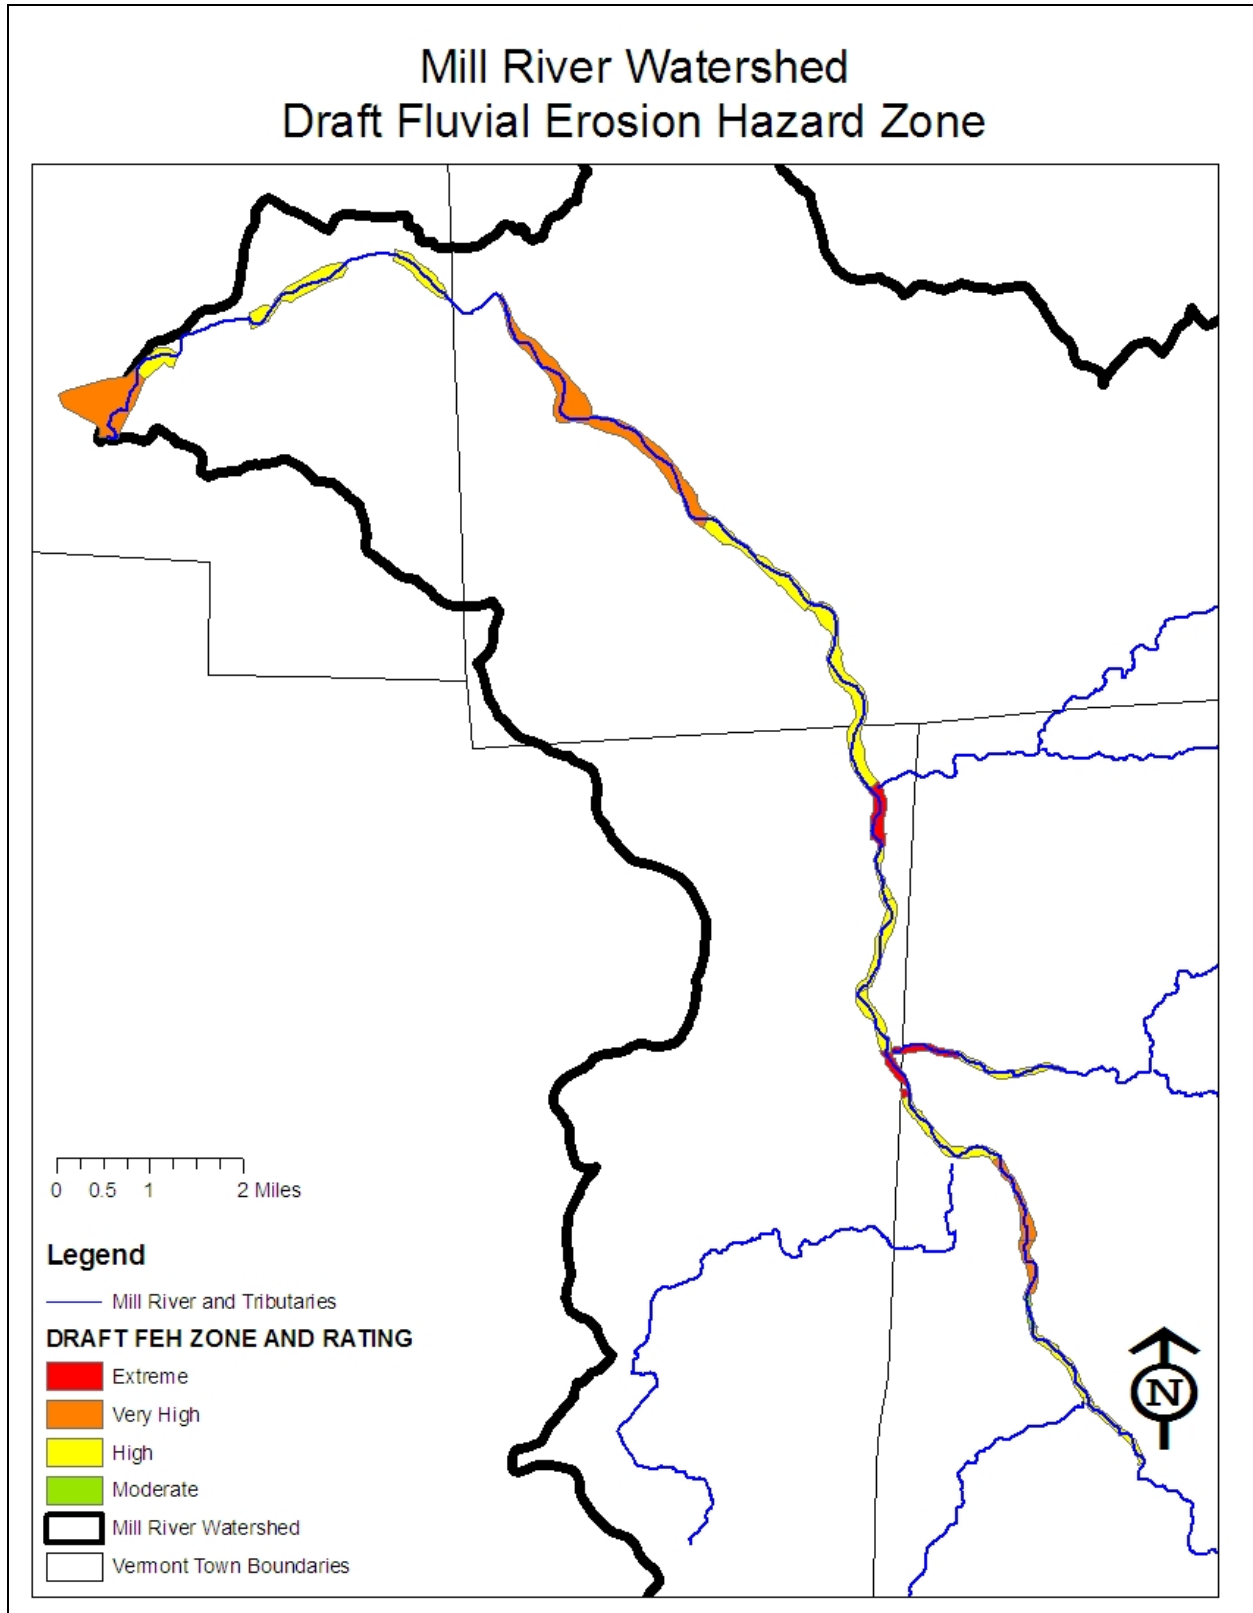 Mill River Watershed
Draft Fluvial Erosion Hazard Zone
0 0.5 1 2 Miles
Legend
Mill River and Tributaries
DRAFT FEH ZONE AND RATING
Extreme
Very High
High
Moderate
Mill River Watershed
Vermont Town Boundaries
N